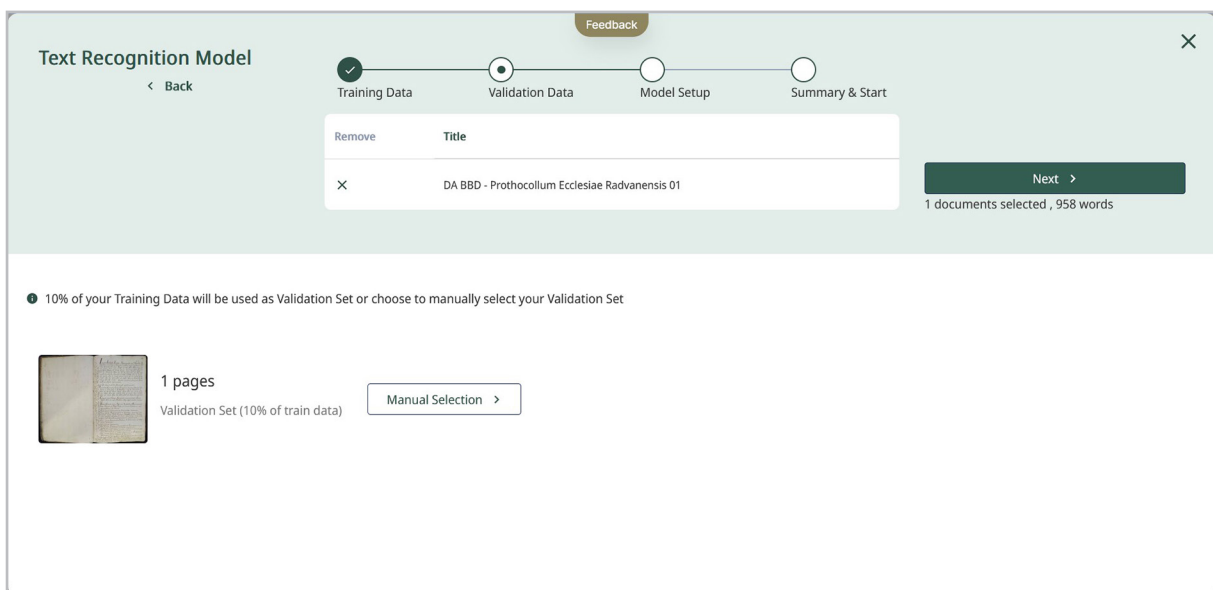 Feedback
Text Recognition Model
Back
Training Data
Validation Data
Model Setup
Summary & Start
Remove
Title
DA BBD - Prothocollum Ecclesiae Radvanensis 01
Next
1 documents selected , 958 words
10% of your Training Data will be used as Validation Set or choose to manually select your Validation Set
1 pages
Validation Set (10% of train data)
Manual Selection